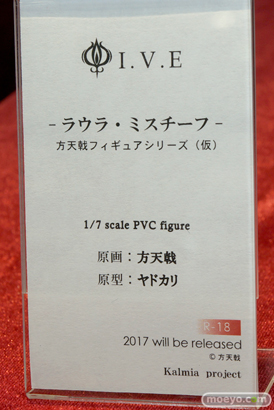 I.V.E
- ラウラ・ミスチーフ -
方天戟フィギュアシリーズ（仮）
1/7 scale PVC figure
原画：方天戟
原型：ヤドカリ
R-18
2017 will be released
© 方天戟
Kalmia project
moeyo.com